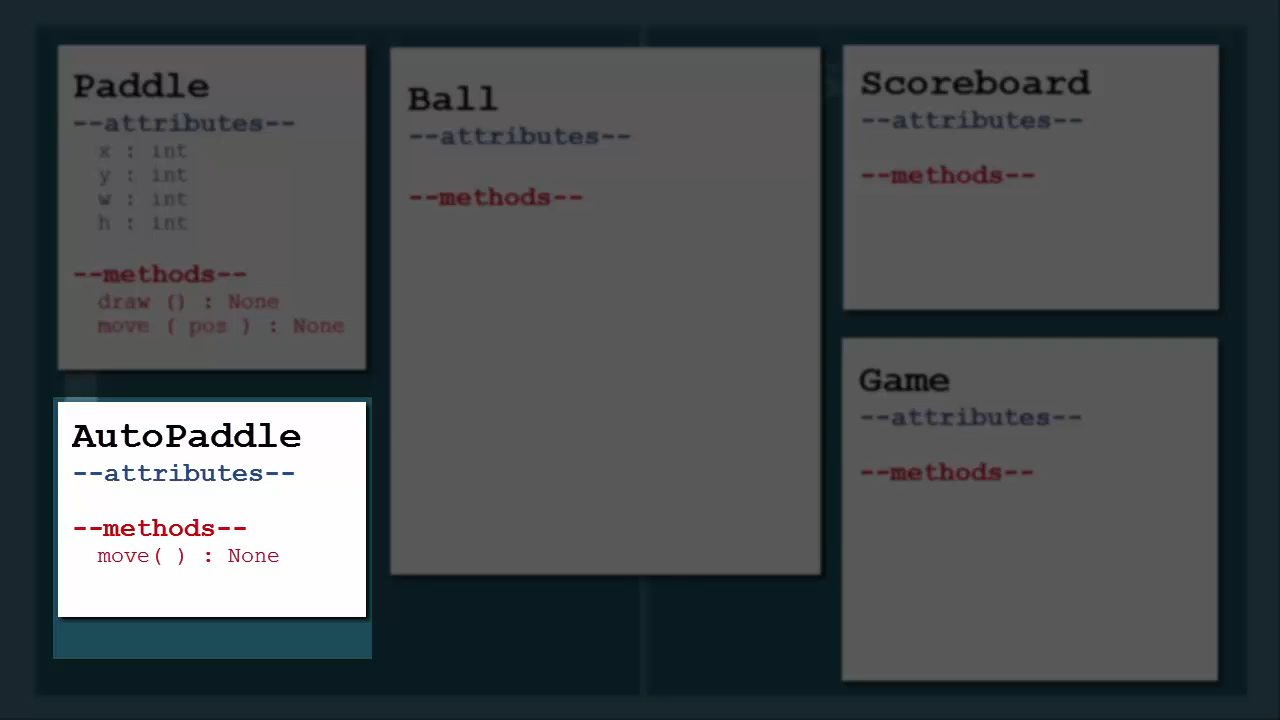 Paddle
--attributes--
x : int
y : int
w : int
h : int
--methods--
draw () : None
move ( pos ) : None
AutoPaddle
--attributes--
--methods--
move( ) : None
Ball
--attributes--
--methods--
Scoreboard
--attributes--
--methods--
Game
--attributes--
--methods--